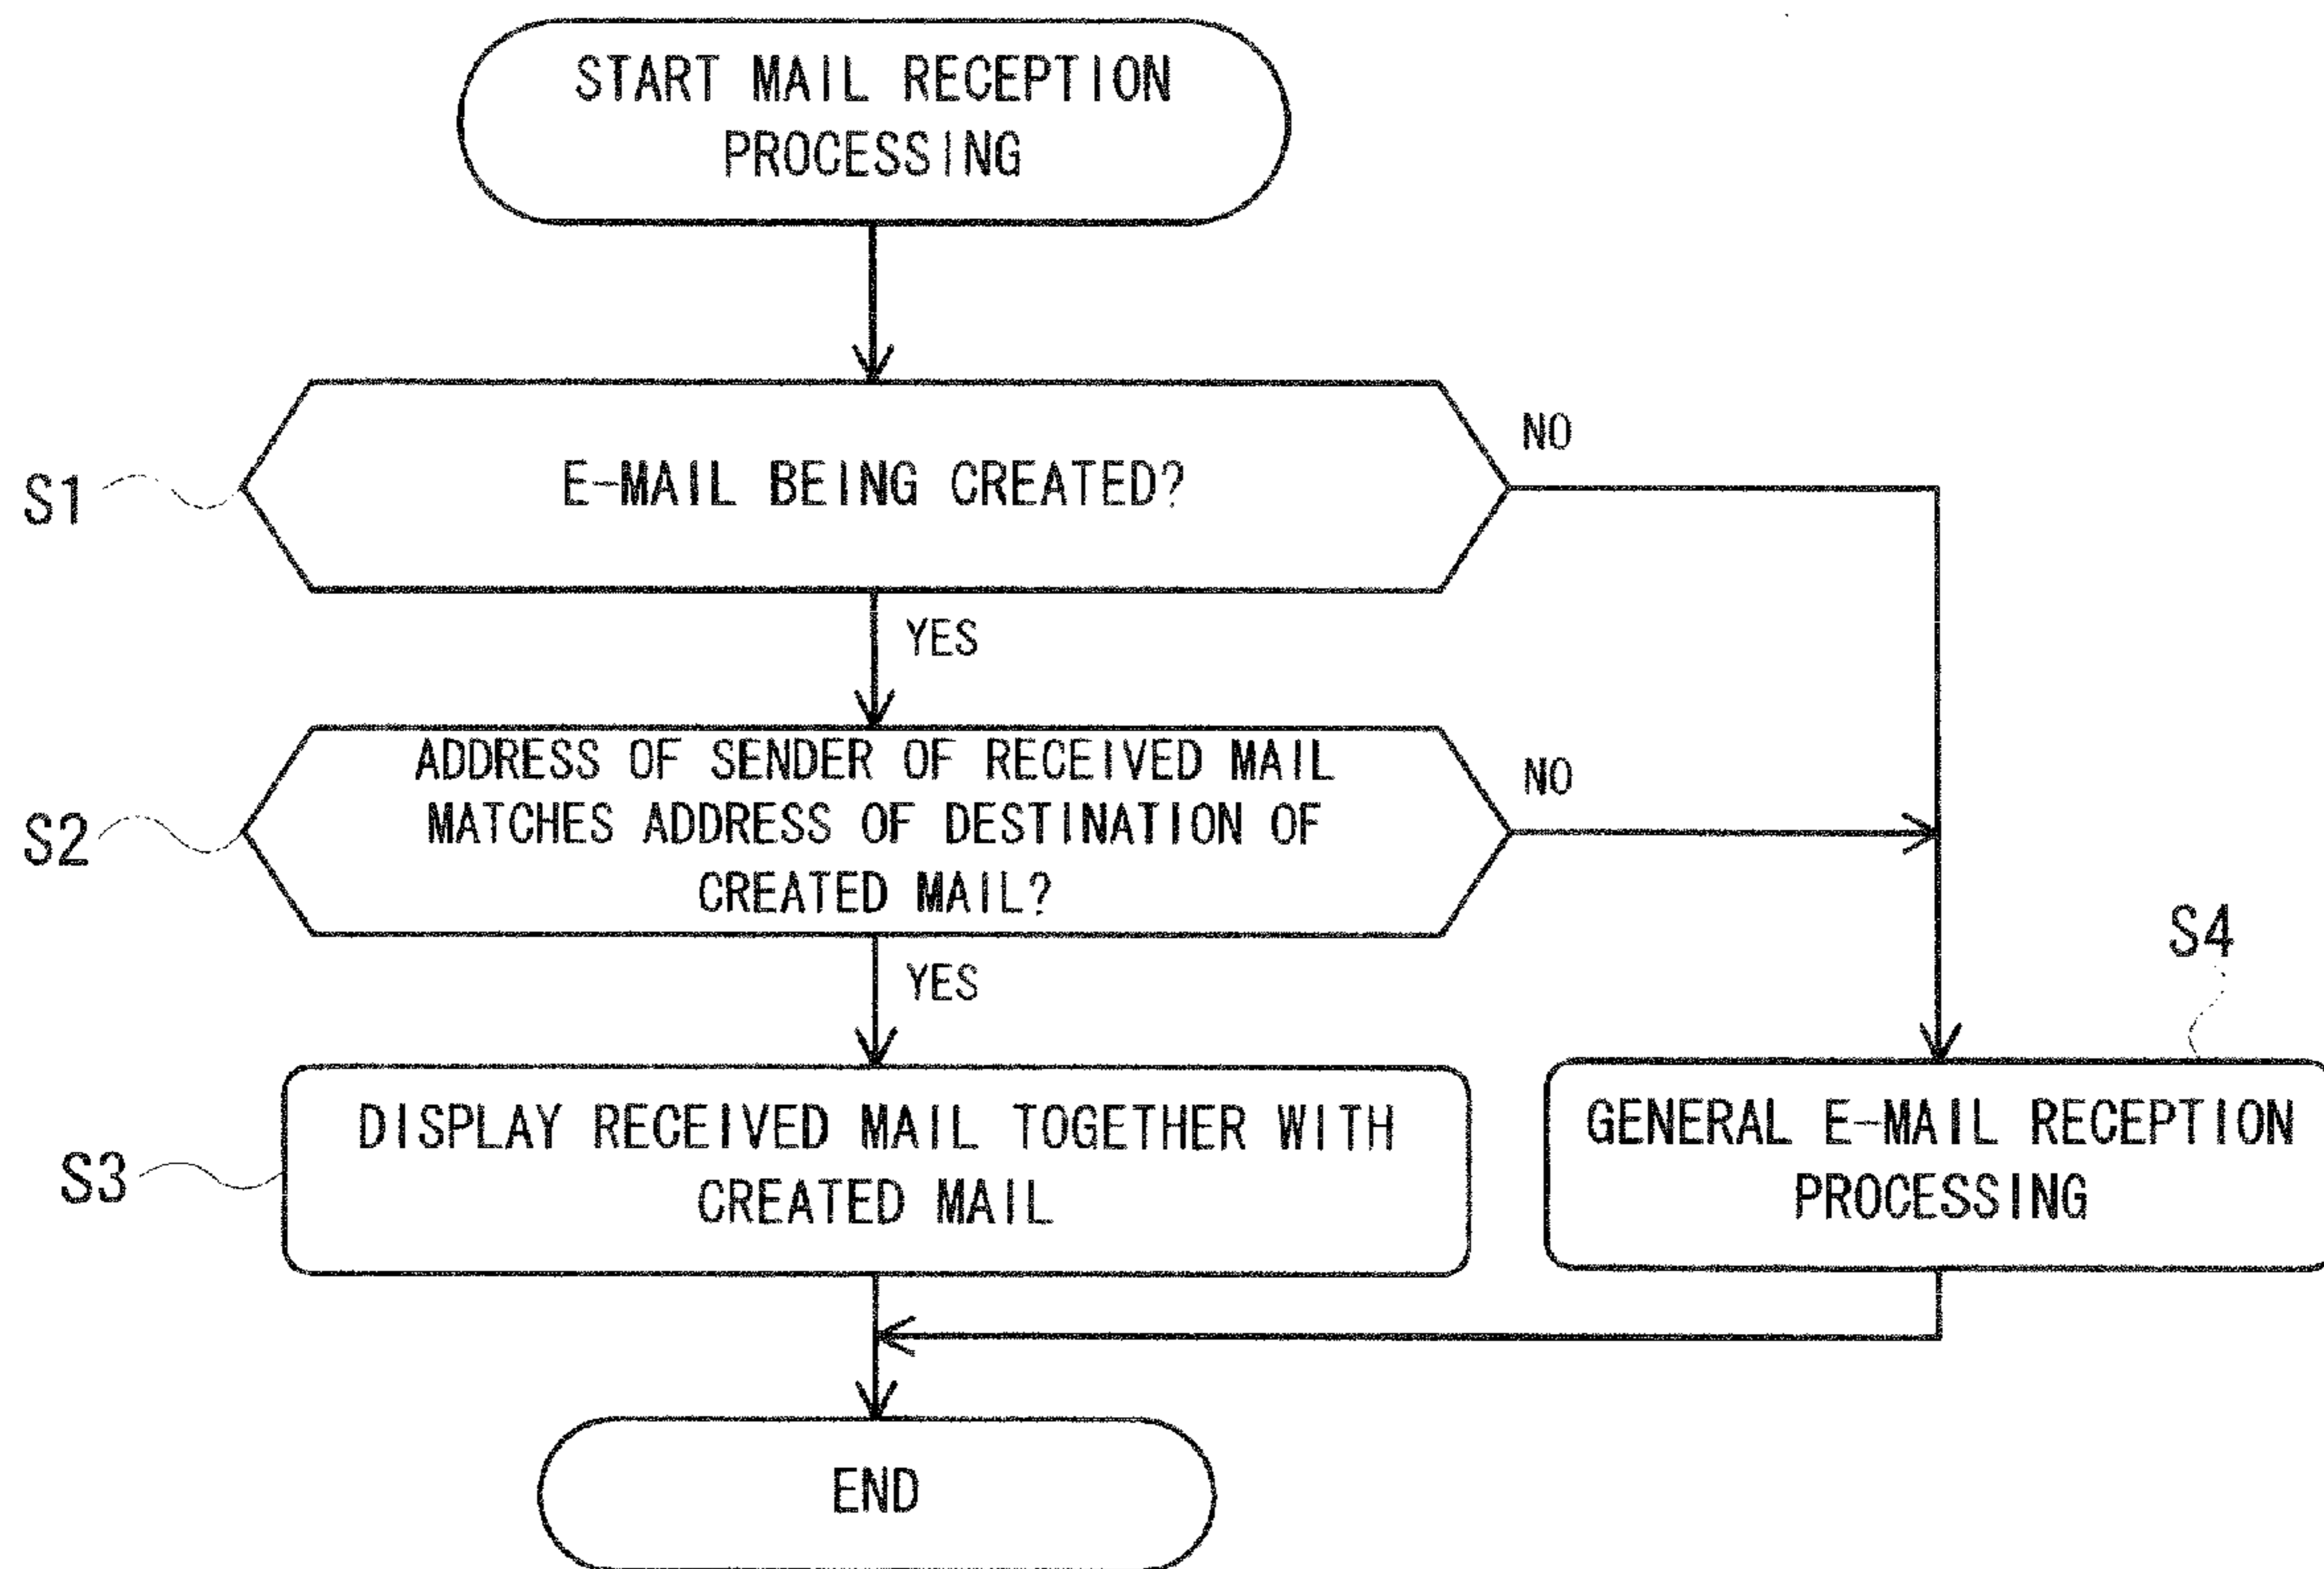 START MAIL RECEPTION
PROCESSING
S1
E-MAIL BEING CREATED?
NO
YES
S2
ADDRESS OF SENDER OF RECEIVED MAIL
MATCHES ADDRESS OF DESTINATION OF
CREATED MAIL?
NO
YES
S3
DISPLAY RECEIVED MAIL TOGETHER WITH
CREATED MAIL
S4
GENERAL E-MAIL RECEPTION
PROCESSING
END